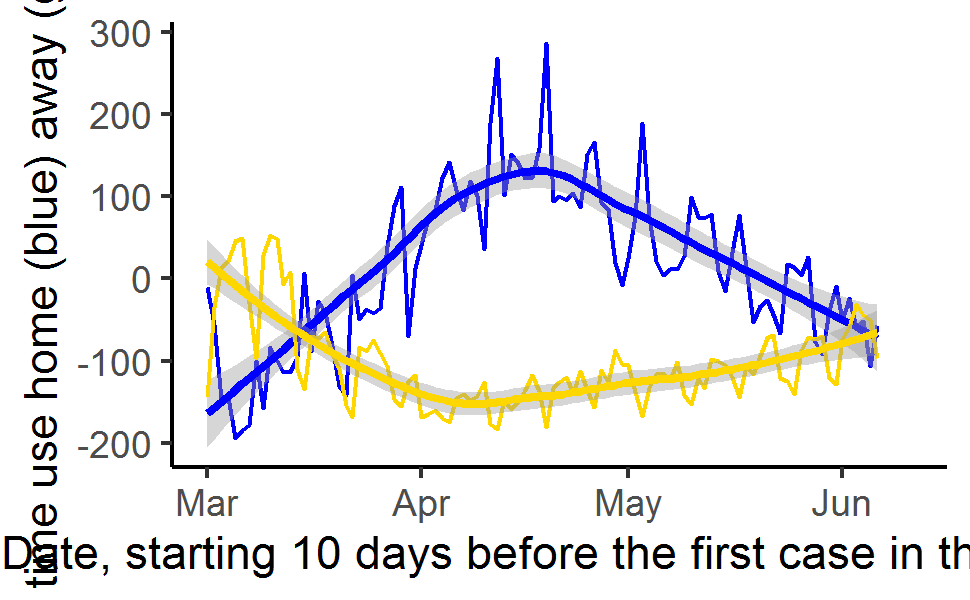 time use home (blue) away (
300
200
100
0
-100
-200
Mar Apr May Jun
Date, starting 10 days before the first case in th